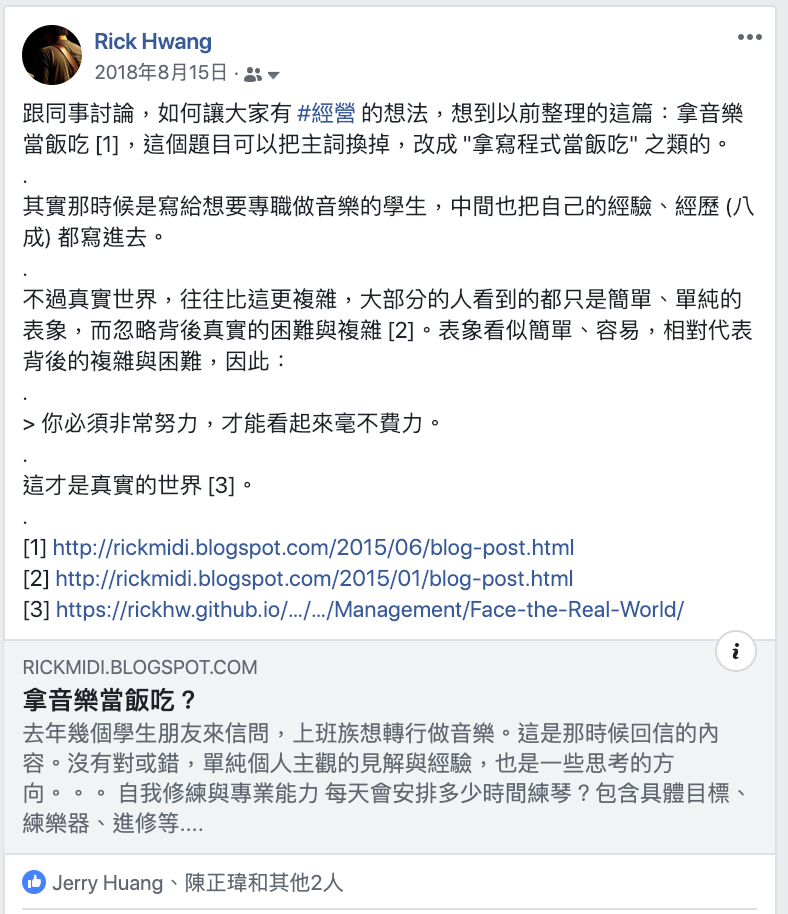 Rick Hwang
2018年8月15日 ·
跟同事討論，如何讓大家有 #經營 的想法，想到以前整理的這篇：拿音樂
當飯吃 [1]，這個題目可以把主詞換掉，改成 "拿寫程式當飯吃" 之類的。
.
其實那時候是寫給想要專職做音樂的學生，中間也把自己的經驗、經歷 (八
成) 都寫進去。
.
不過真實世界，往往比這更複雜，大部分的人看到的都只是簡單、單純的
表象，而忽略背後真實的困難與複雜 [2]。表象看似簡單、容易，相對代表
背後的複雜與困難，因此：
.
> 你必須非常努力，才能看起來毫不費力。
.
這才是真實的世界 [3]。
.
[1] http://rickmidi.blogspot.com/2015/06/blog-post.html
[2] http://rickmidi.blogspot.com/2015/01/blog-post.html
[3] https://rickhw.github.io/.../.../Management/Face-the-Real-World/
RICKMIDI.BLOGSPOT.COM
拿音樂當飯吃？
去年幾個學生朋友來信問，上班族想轉行做音樂。這是那時候回信的內
容。沒有對或錯，單純個人主觀的見解與經驗，也是一些思考的方
向。。。 自我修練與專業能力 每天會安排多少時間練琴？包含具體目標、
練樂器、進修等....
Jerry Huang、陳正瑋和其他2人